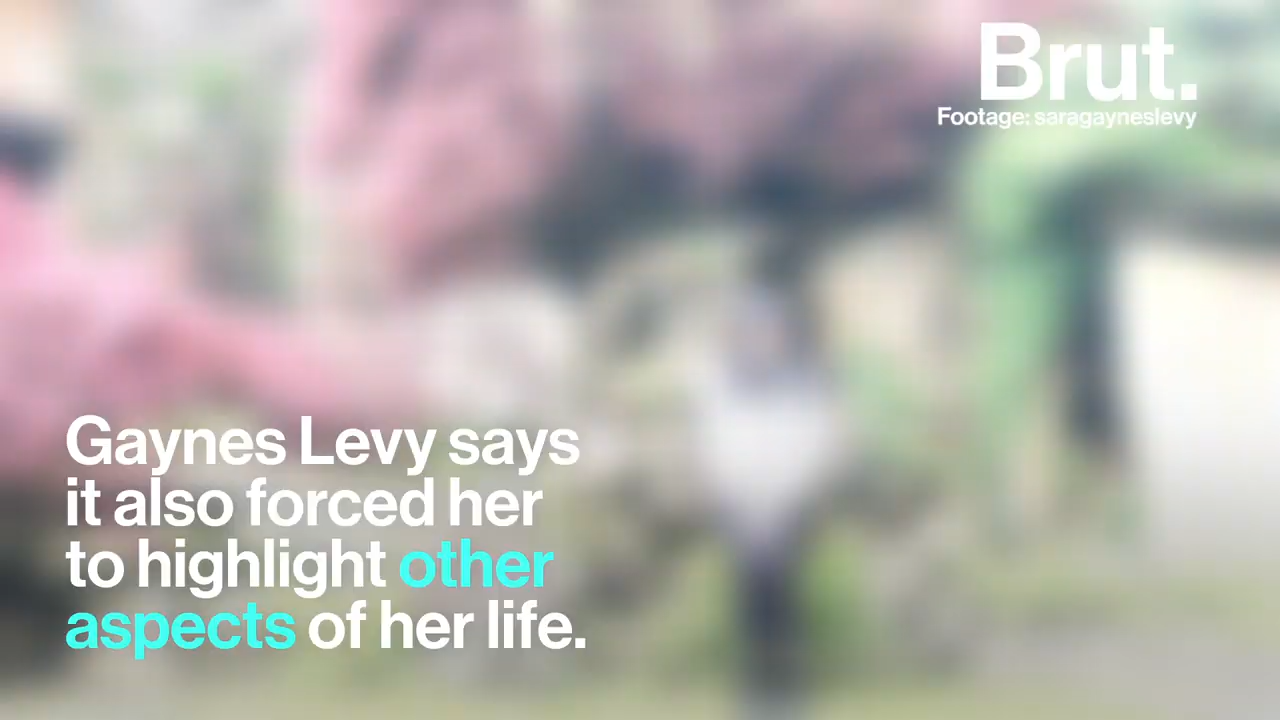 Brut.
Footage: saragayneslevy
Gaynes Levy says
it also forced her
to highlight other
aspects of her life.